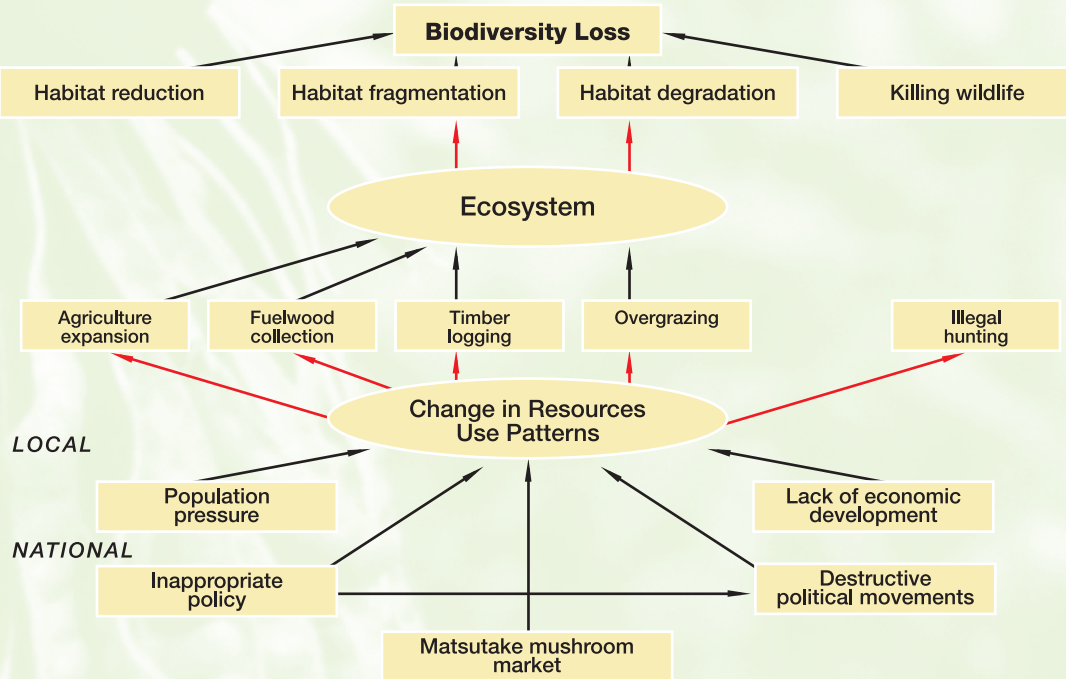 Biodiversity Loss
Habitat reduction
Habitat fragmentation
Habitat degradation
Killing wildlife
Ecosystem
Agriculture
expansion
Fuelwood
collection
Timber
logging
Overgrazing
Illegal
hunting
Change in Resources
Use Patterns
LOCAL
Population
pressure
Lack of economic
development
NATIONAL
Inappropriate
policy
Destructive
political movements
Matsutake mushroom
market